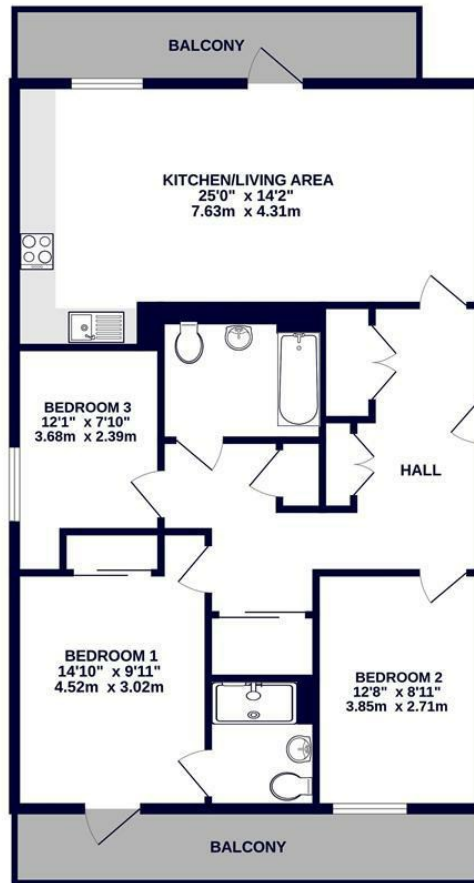 BALCONY
KITCHEN/LIVING AREA
25'0" x 14'2"
7.63m x 4.31m
BEDROOM 3
12'1" x 7'10"
3.68m x 2.39m
HALL
BEDROOM 1
14'10" x 9'11"
4.52m x 3.02m
BEDROOM 2
12'8" x 8'11"
3.85m x 2.71m
BALCONY